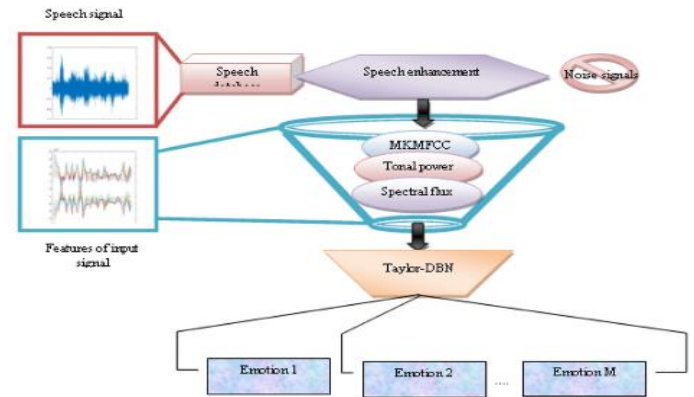 Speech signal
Speech
database
Speech enhancement
Noise signals
MKMFCC
Tonal power
Spectral flux
Features of input
signal
Taylor-DBN
Emotion 1
Emotion 2
....
Emotion M